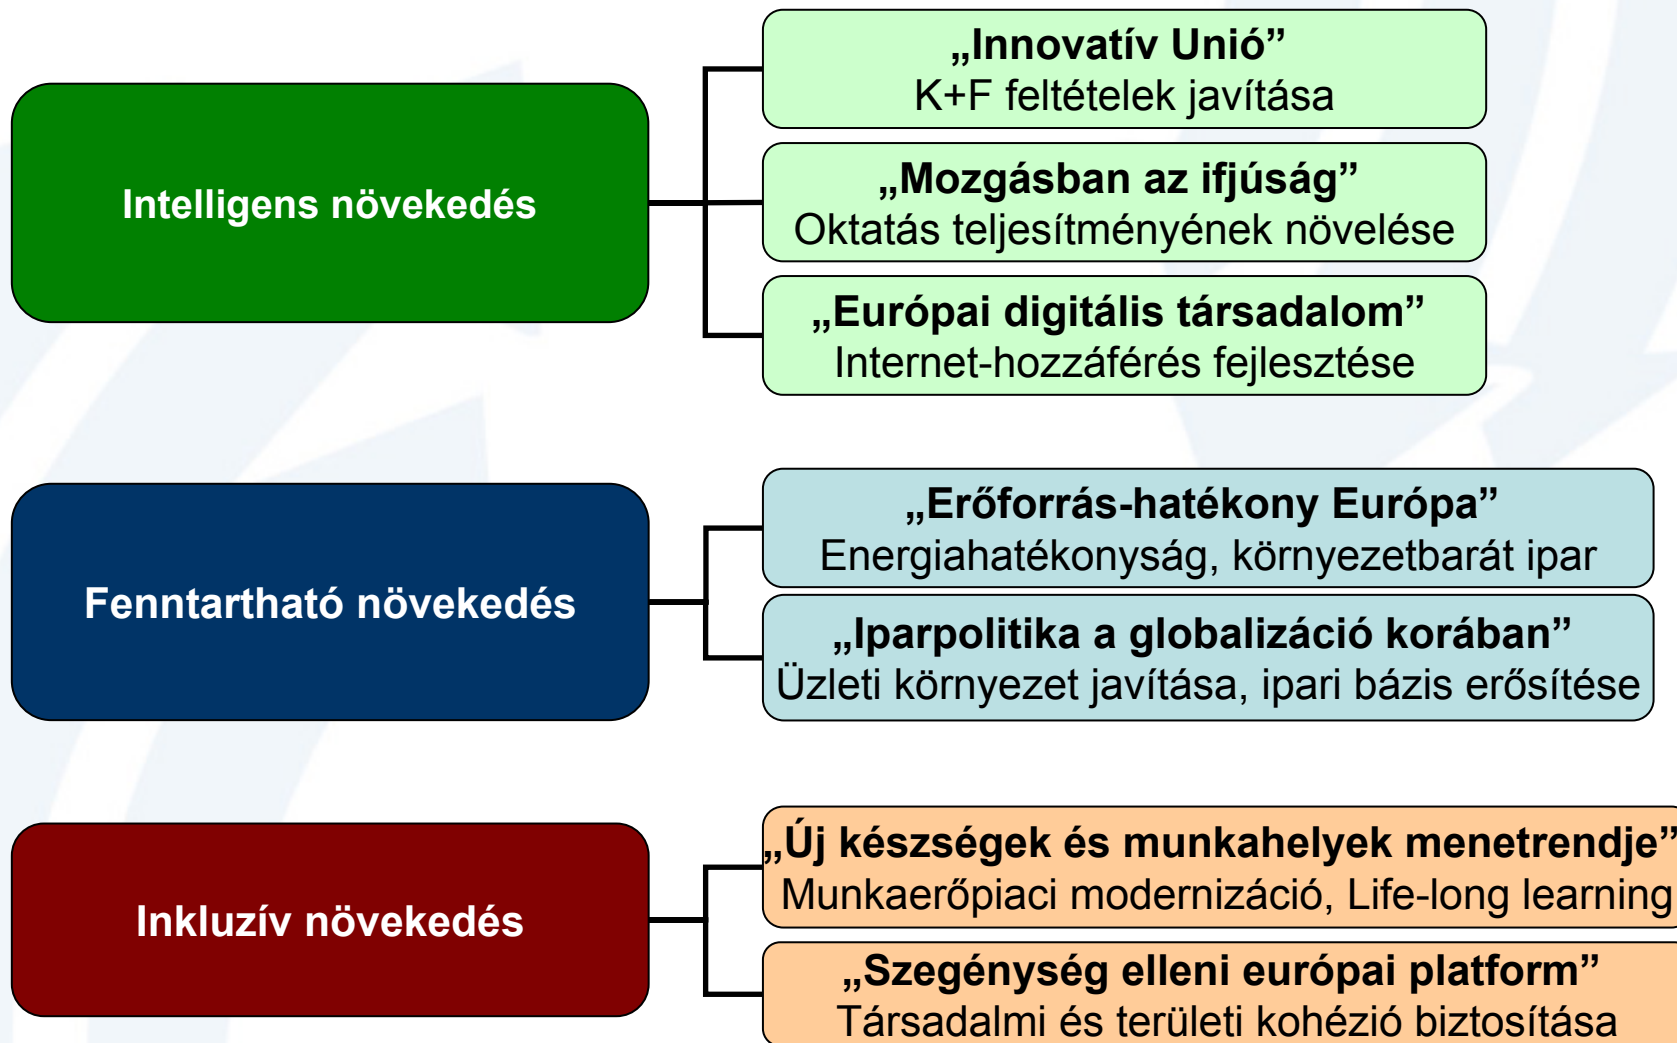 Intelligens növekedés
„Innovatív Unió”
K+F feltételek javítása
„Mozgásban az ifjúság”
Oktatás teljesítményének növelése
„Európai digitális társadalom”
Internet-hozzáférés fejlesztése
Fenntartható növekedés
„Erőforrás-hatékony Európa”
Energiahatékonyság, környezetbarát ipar
„Iparpolitika a globalizáció korában”
Üzleti környezet javítása, ipari bázis erősítése
Inkluzív növekedés
„Új készségek és munkahelyek menetrendje”
Munkaerőpiaci modernizáció, Life-long learning
„Szegénység elleni európai platform”
Társadalmi és területi kohézió biztosítása